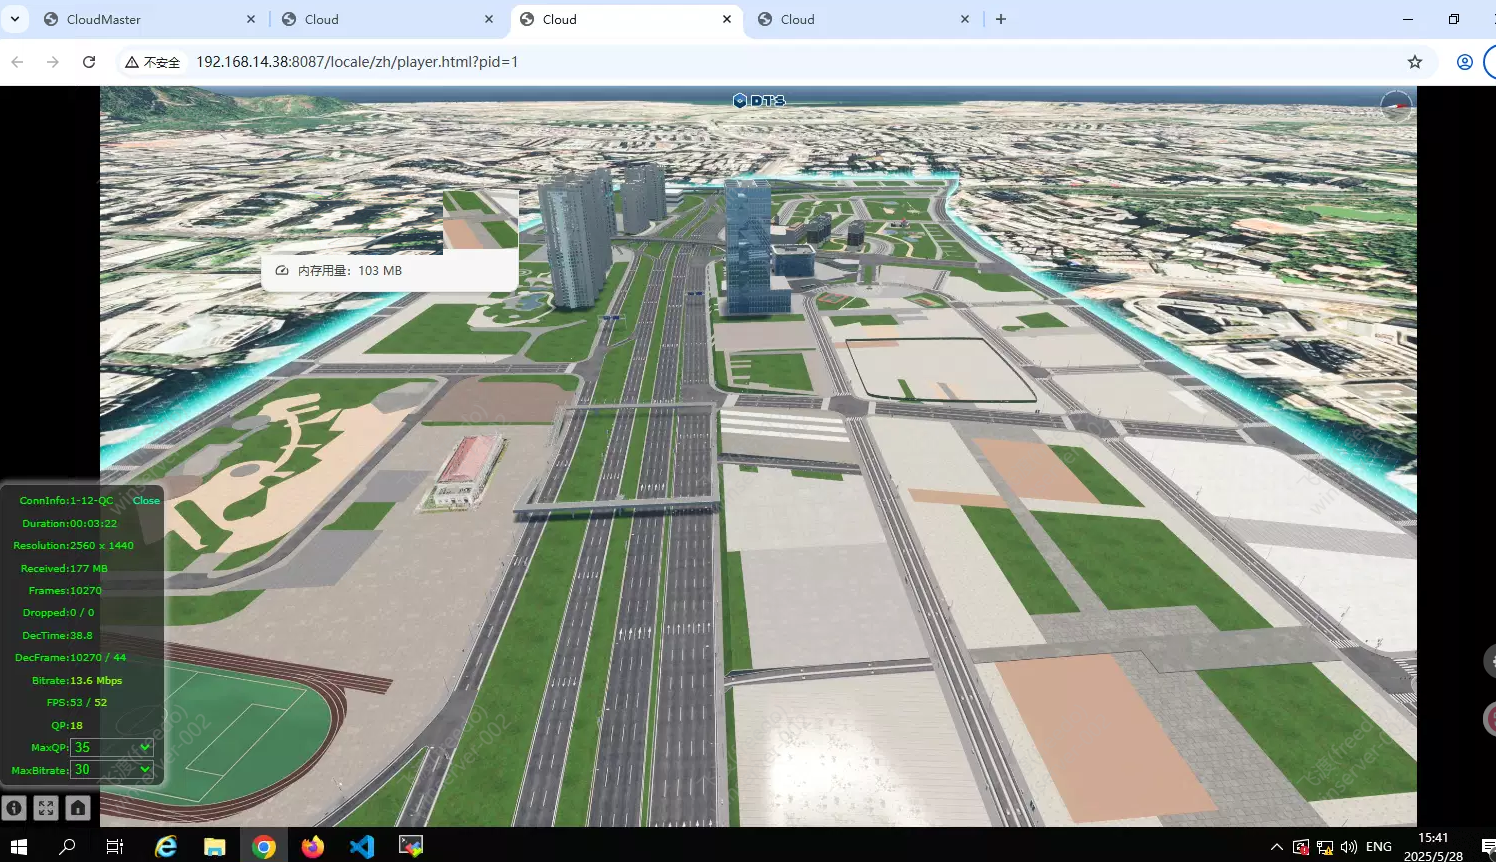 CloudMaster
Cloud
Cloud
Cloud
不安全
192.168.14.38:8087/locale/zh/player.html?pid=1
DTS
内存用量：103 MB
ConnInfo:1-12-QC Close
Duration:00:03:22
Resolution:2560 x 1440
Received:177 MB
Frames:10270
Dropped:0 / 0
DecTime:38.8
DecFrame:10270 / 44
Bitrate:13.6 Mbps
FPS:53 / 52
QP:18
MaxQP: 35
MaxBitrate: 30
ENG
15:41
2025/5/28